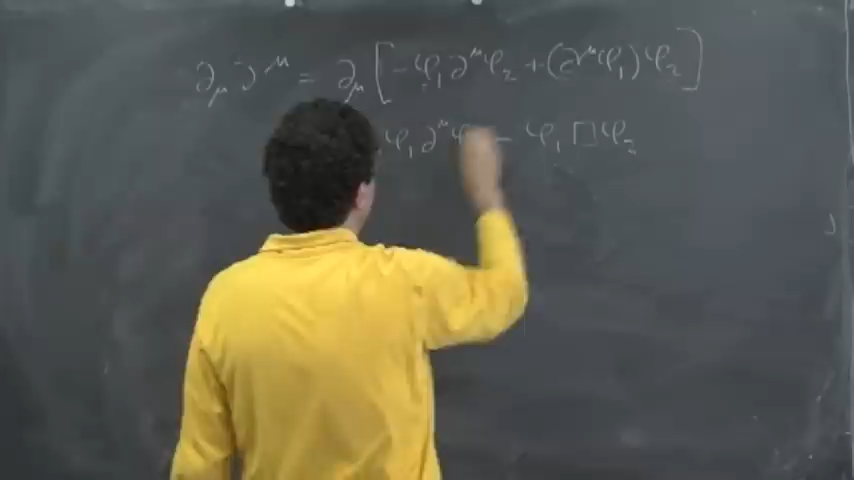 ∂_μ J^μ = ∂_μ [ -φ_1 ∂^μ φ_2 + (∂^μ φ_1) φ_2 ]
φ_1 ∂^μ φ - φ_1 □ φ_2